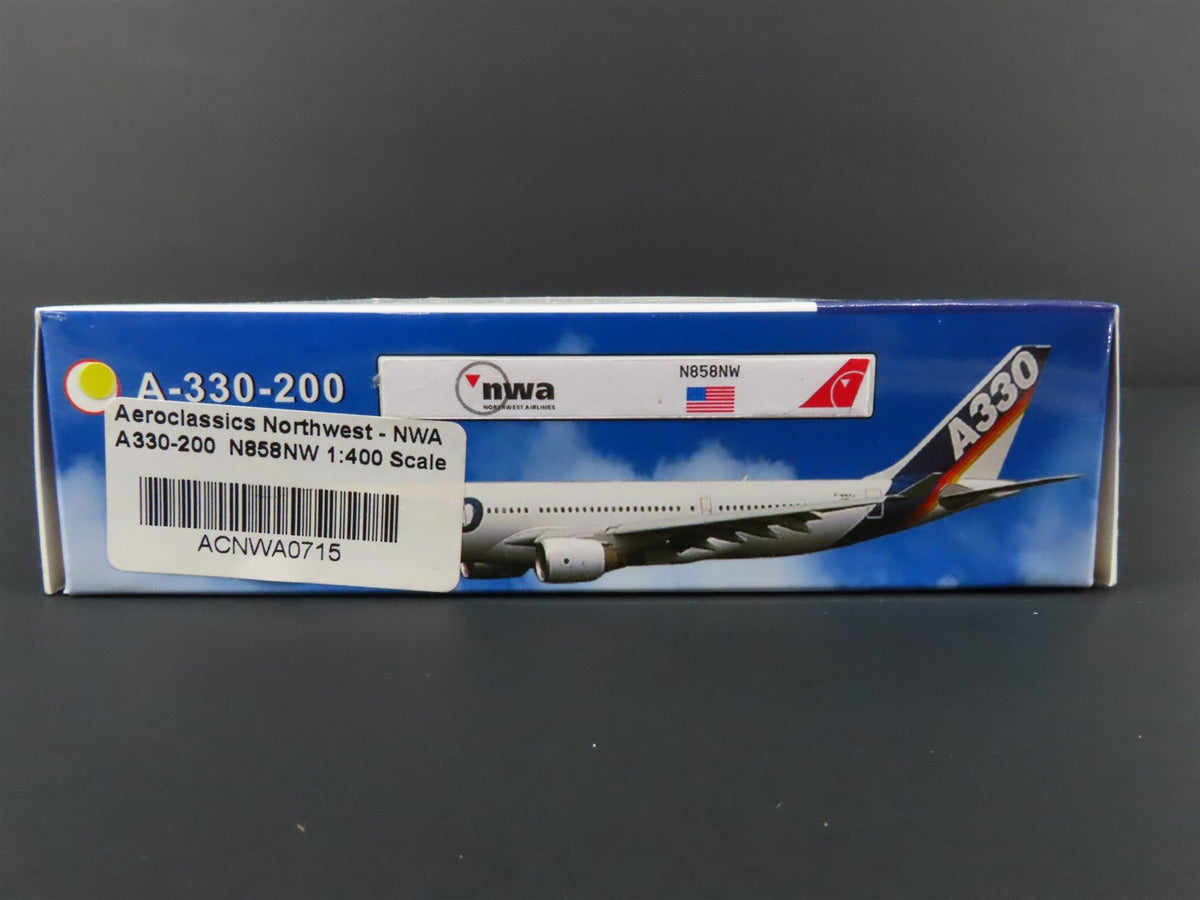 A-330-200
nwa
NORTHWEST AIRLINES
N858NW
Aeroclassics Northwest - NWA
A330-200 N858NW 1:400 Scale
ACNWA0715
A330